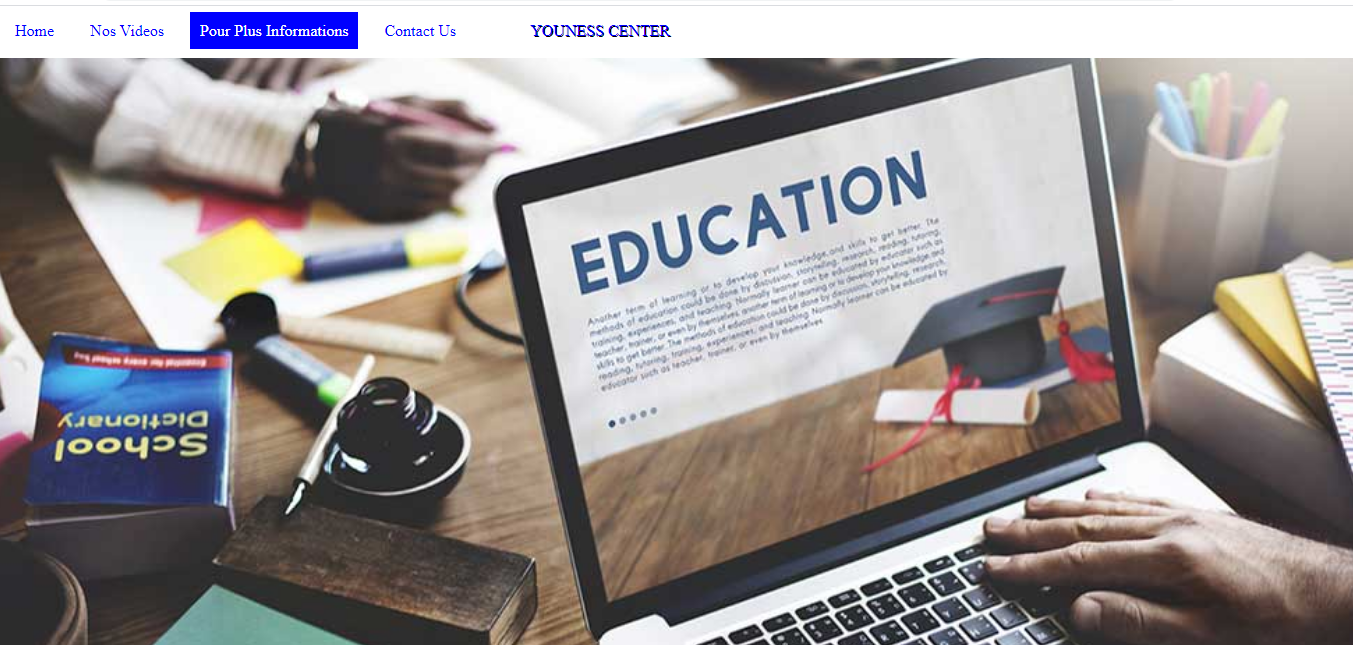 Home Nos Videos Pour Plus Informations Contact Us YOUNESS CENTER
EDUCATION
Another term of learning or to develop your knowledge and skills to get better. The
methods of education could be done by discussion, storytelling, research, reading, tutoring,
training, experiences, and teaching. Normally learner can be educated by educator such as
teacher, trainer, or even by themselves. another term of learning or to develop your knowledge and
skills to get better. The methods of education could be done by discussion, story telling, research,
reading, tutoring, training, experiences, and teaching. Normally learner can be educated by
educator such as teacher, trainer, or even by themselves.
Essential for every school bag
School
Dictionary